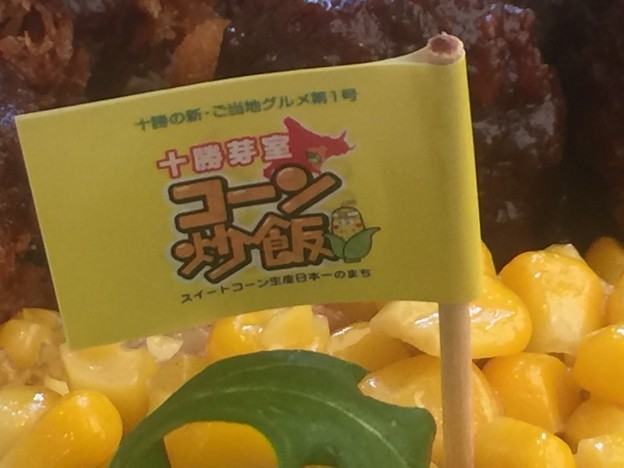 十勝の新・ご当地グルメ第1号
十勝芽室
コーン
炒飯
スイートコーン生産日本一のまち